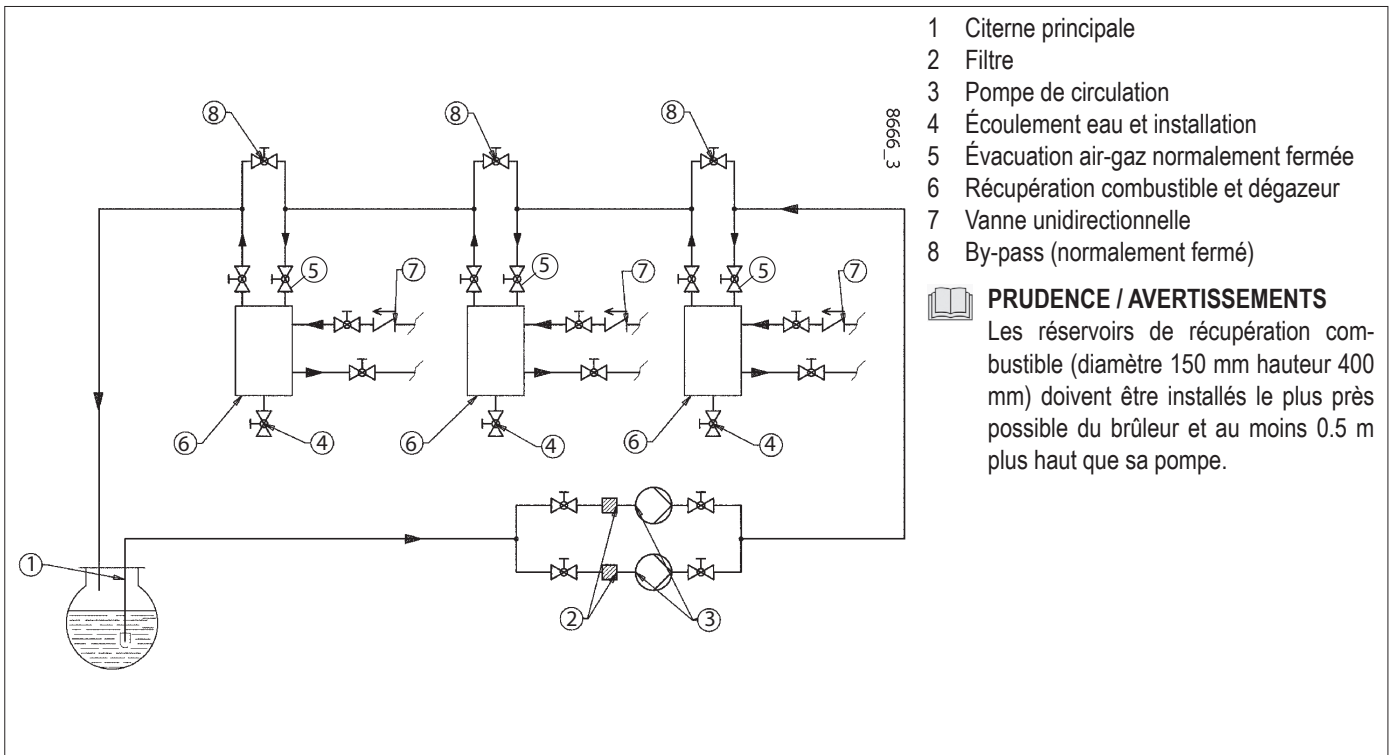 8
8
8
8666_3
5
7
5
7
5
7
6
4
6
4
6
4
1
2
3
1 Citerne principale
2 Filtre
3 Pompe de circulation
4 Écoulement eau et installation
5 Évacuation air-gaz normalement fermée
6 Récupération combustible et dégazeur
7 Vanne unidirectionnelle
8 By-pass (normalement fermé)
PRUDENCE / AVERTISSEMENTS
Les réservoirs de récupération com-
bustible (diamètre 150 mm hauteur 400
mm) doivent être installés le plus près
possible du brûleur et au moins 0.5 m
plus haut que sa pompe.